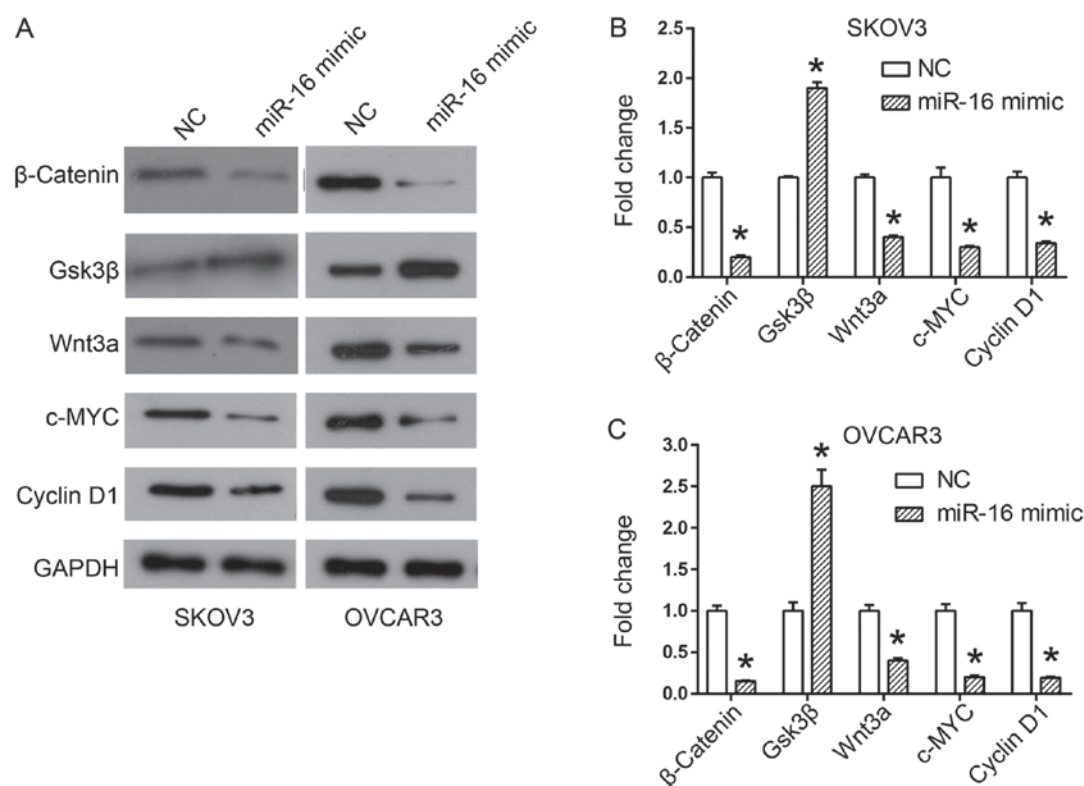 A
NC miR-16 mimic NC miR-16 mimic
β-Catenin
Gsk3β
Wnt3a
c-MYC
Cyclin D1
GAPDH
SKOV3 OVCAR3
B
SKOV3
NC
miR-16 mimic
Fold change
2.5
2.0
1.5
1.0
0.5
0.0
* * * * *
β-Catenin Gsk3β Wnt3a c-MYC Cyclin D1
C
OVCAR3
NC
miR-16 mimic
Fold change
3.0
2.5
2.0
1.5
1.0
0.5
0.0
* * * * *
β-Catenin Gsk3β Wnt3a c-MYC Cyclin D1